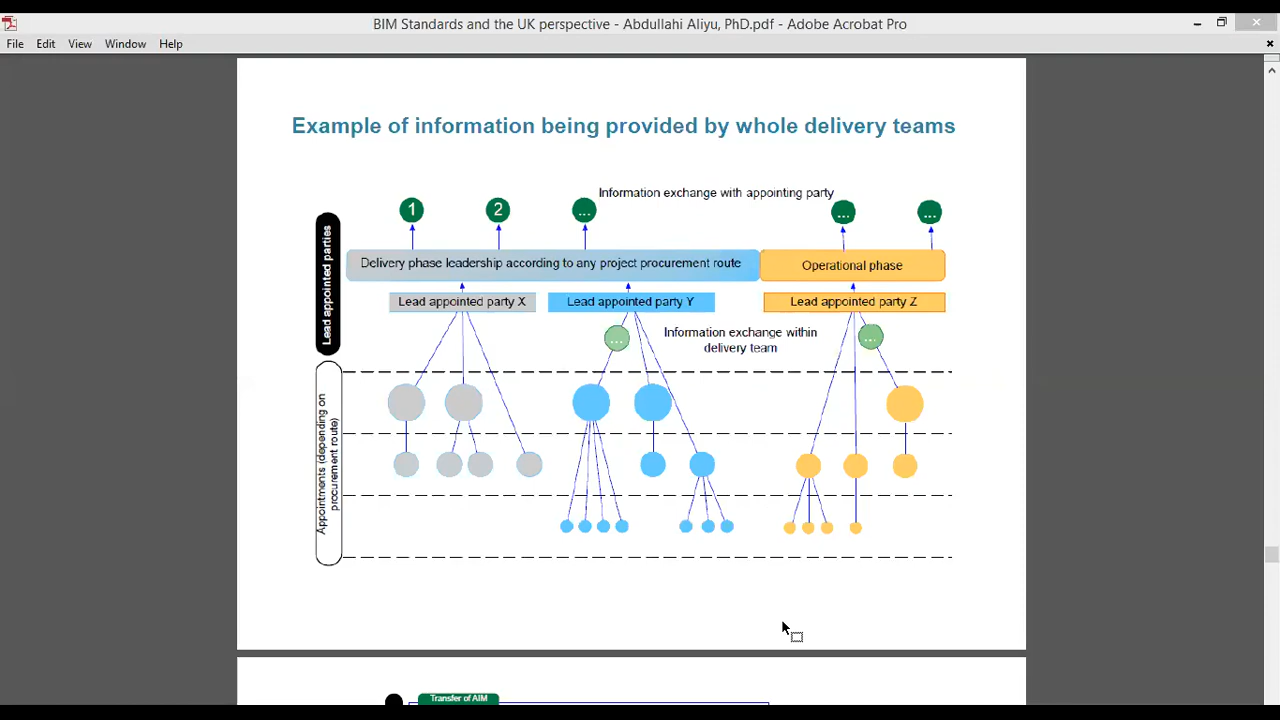 BIM Standards and the UK perspective - Abdullahi Aliyu, PhD.pdf - Adobe Acrobat Pro
File Edit View Window Help
Example of information being provided by whole delivery teams
Information exchange with appointing party
1 2 ... ... ...
Lead appointed parties
Delivery phase leadership according to any project procurement route
Operational phase
Lead appointed party X
Lead appointed party Y
Lead appointed party Z
... Information exchange within ...
delivery team
Appointments (depending on
procurement route)
Transfer of AIM